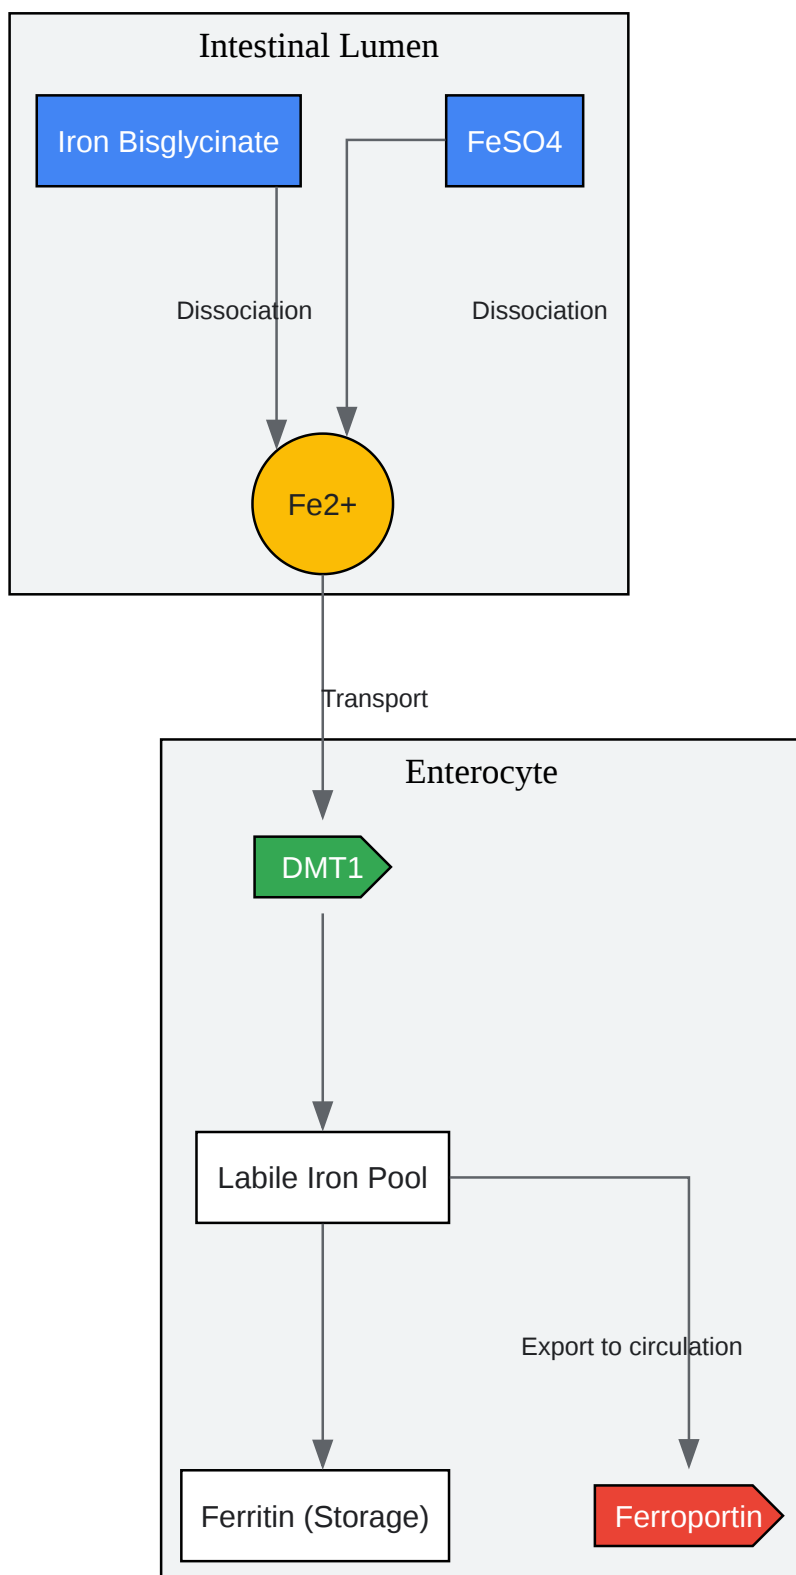 Intestinal Lumen
Iron Bisglycinate
FeSO4
Dissociation
Dissociation
Fe2+
Transport
Enterocyte
DMT1
Labile Iron Pool
Export to circulation
Ferritin (Storage)
Ferroportin